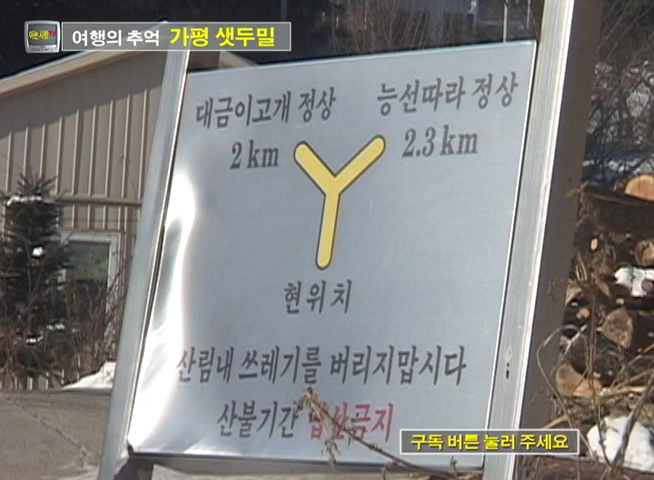 여행의 추억 가평 샛두밀
대금이고개 정상 능선따라 정상
2 km 2.3 km
현위치
산림내 쓰레기를 버리지맙시다
산불기간 입산금지
구독 버튼 눌러 주세요